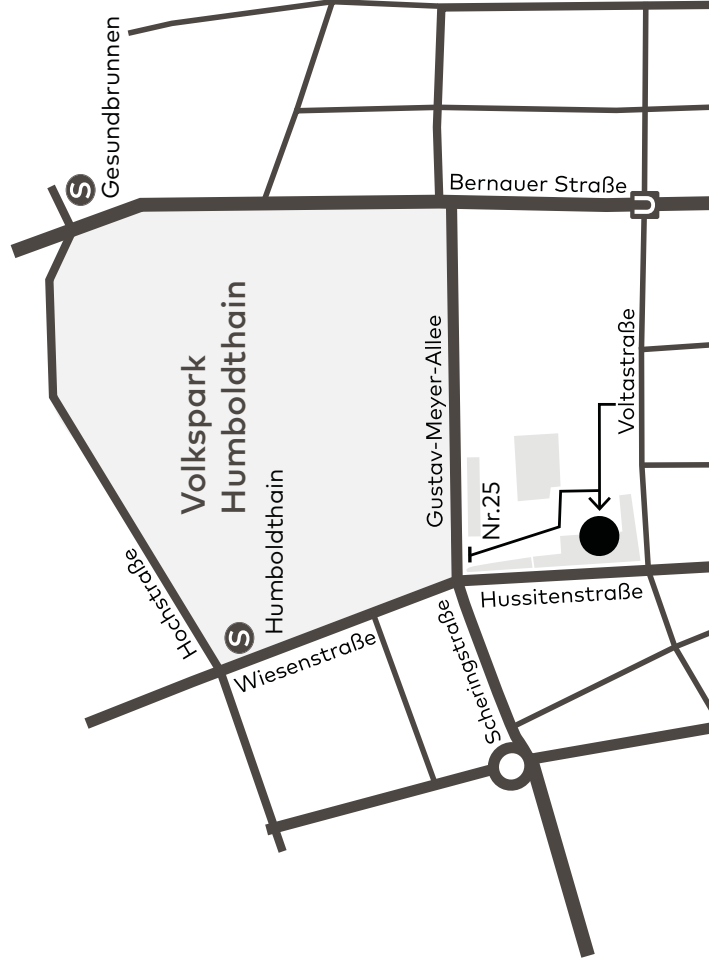 Gesundbrunnen
S
Bernauer Straße
U
Volkspark
Humboldthain
Humboldthain
S
Gustav-Meyer-Allee
Voltastraße
Nr.25
Hochstraße
Wiesenstraße
Hussitenstraße
Scheringstraße